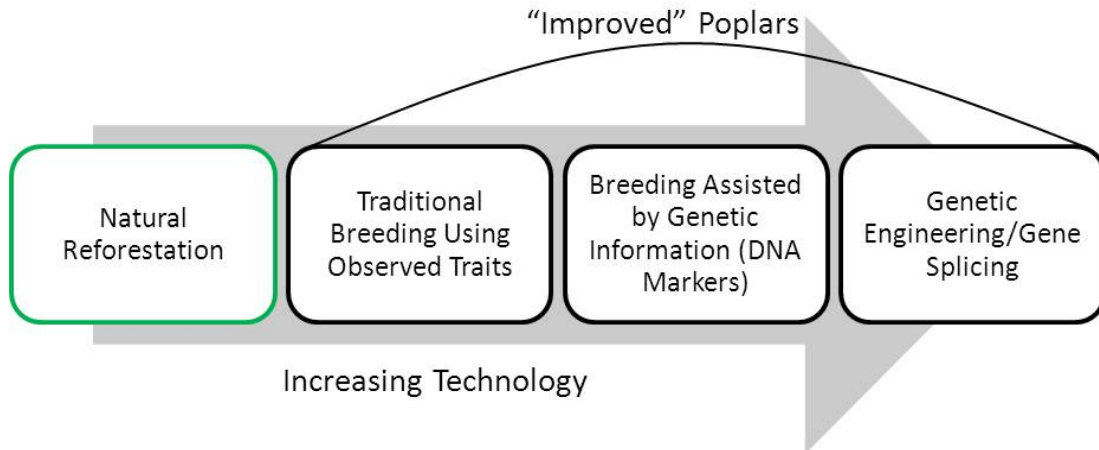 “Improved” Poplars
Natural
Reforestation
Traditional
Breeding Using
Observed Traits
Breeding Assisted
by Genetic
Information (DNA
Markers)
Genetic
Engineering/Gene
Splicing
Increasing Technology